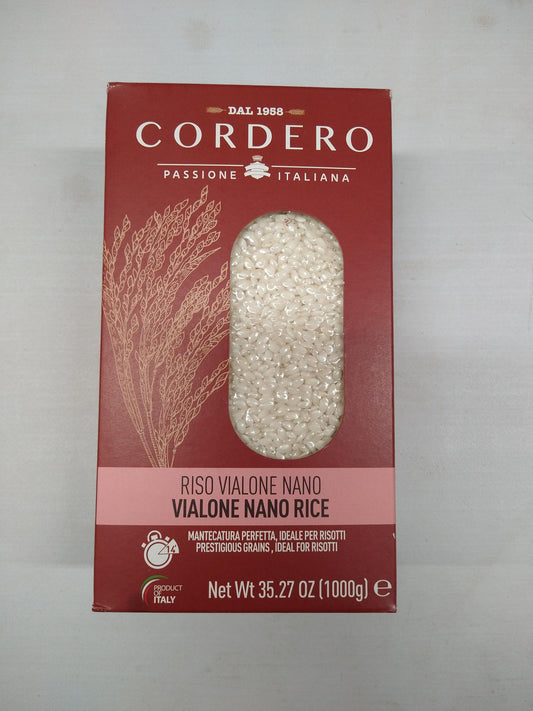 DAL 1958
CORDERO
PASSIONE ITALIANA
RISO VIALONE NANO
VIALONE NANO RICE
MANTECATURA PERFETTA, IDEALE PER RISOTTI
PRESTIGIOUS GRAINS, IDEAL FOR RISOTTI
14'
PRODUCT
OF
ITALY
Net Wt 35.27 OZ (1000g) ℮